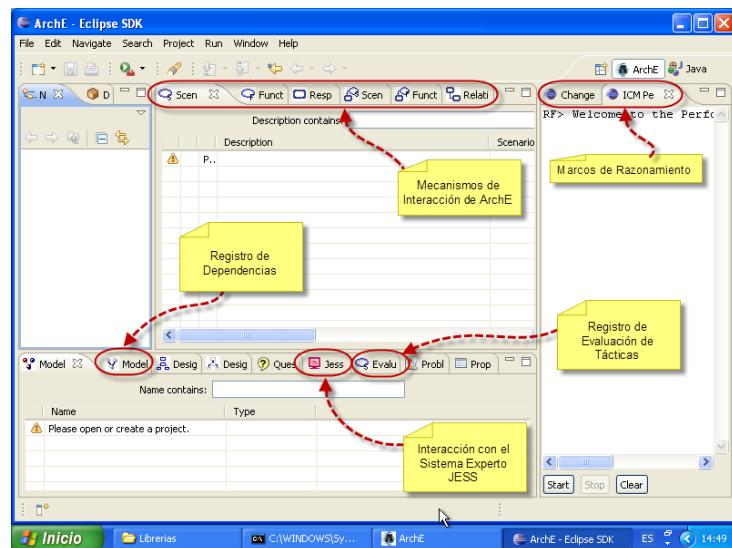 ArchE - Eclipse SDK
File Edit Navigate Search Project Run Window Help
ArchE Java
N D
Scen Funct Resp Scen Funct Relati
Change ICM Pe
Description contains:
RF> Welcome to the Perfo
Description Scenario
P..
Mecanismos de
Interacción de ArchE
Marcos de Razonamiento
Registro de
Dependencias
Registro de
Evaluación de
Tácticas
Model Model Desig Desig Ques Jess Evalu Probl Prop
Name contains:
Name Type
Please open or create a project.
Interacción con el
Sistema Experto
JESS
Start Stop Clear
Inicio Librerias C:\WINDOWS\Sy... ArchE ArchE - Eclipse SDK ES 14:49